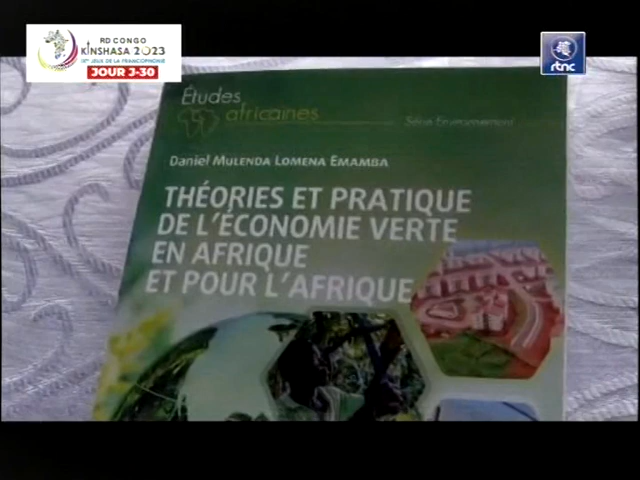 RD CONGO
KINSHASA 2023
JEUX DE LA FRANCOPHONIE
JOUR J-30
rtnc
Études
africaines
Série Environnement
Daniel MULENDA LOMENA EMAMBA
THÉORIES ET PRATIQUE
DE L'ÉCONOMIE VERTE
EN AFRIQUE
ET POUR L'AFRIQUE